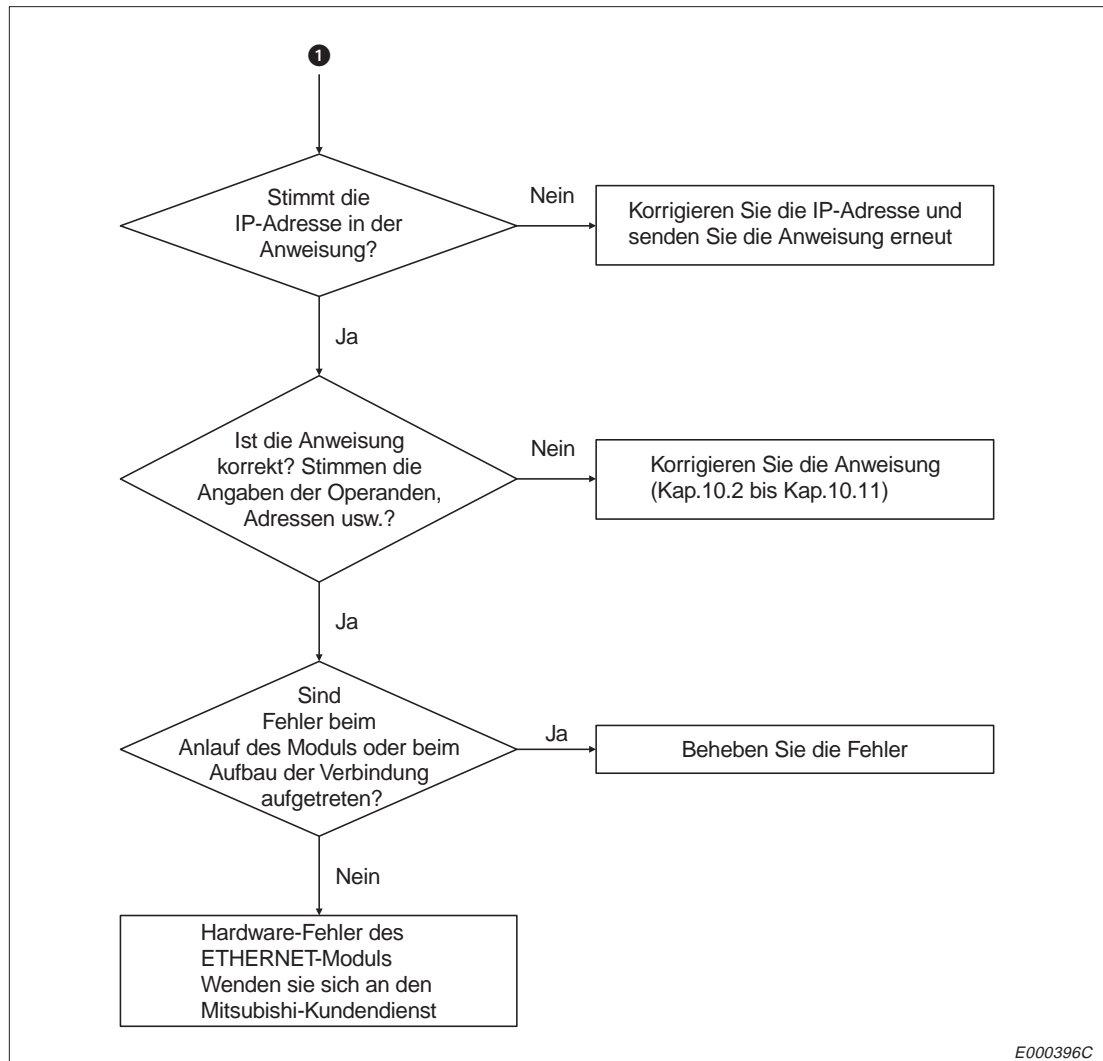 ❶
Stimmt die
IP-Adresse in der
Anweisung?
Nein
Korrigieren Sie die IP-Adresse und
senden Sie die Anweisung erneut
Ja
Ist die Anweisung
korrekt? Stimmen die
Angaben der Operanden,
Adressen usw.?
Nein
Korrigieren Sie die Anweisung
(Kap.10.2 bis Kap.10.11)
Ja
Sind
Fehler beim
Anlauf des Moduls oder beim
Aufbau der Verbindung
aufgetreten?
Ja
Beheben Sie die Fehler
Nein
Hardware-Fehler des
ETHERNET-Moduls
Wenden sie sich an den
Mitsubishi-Kundendienst
E000396C